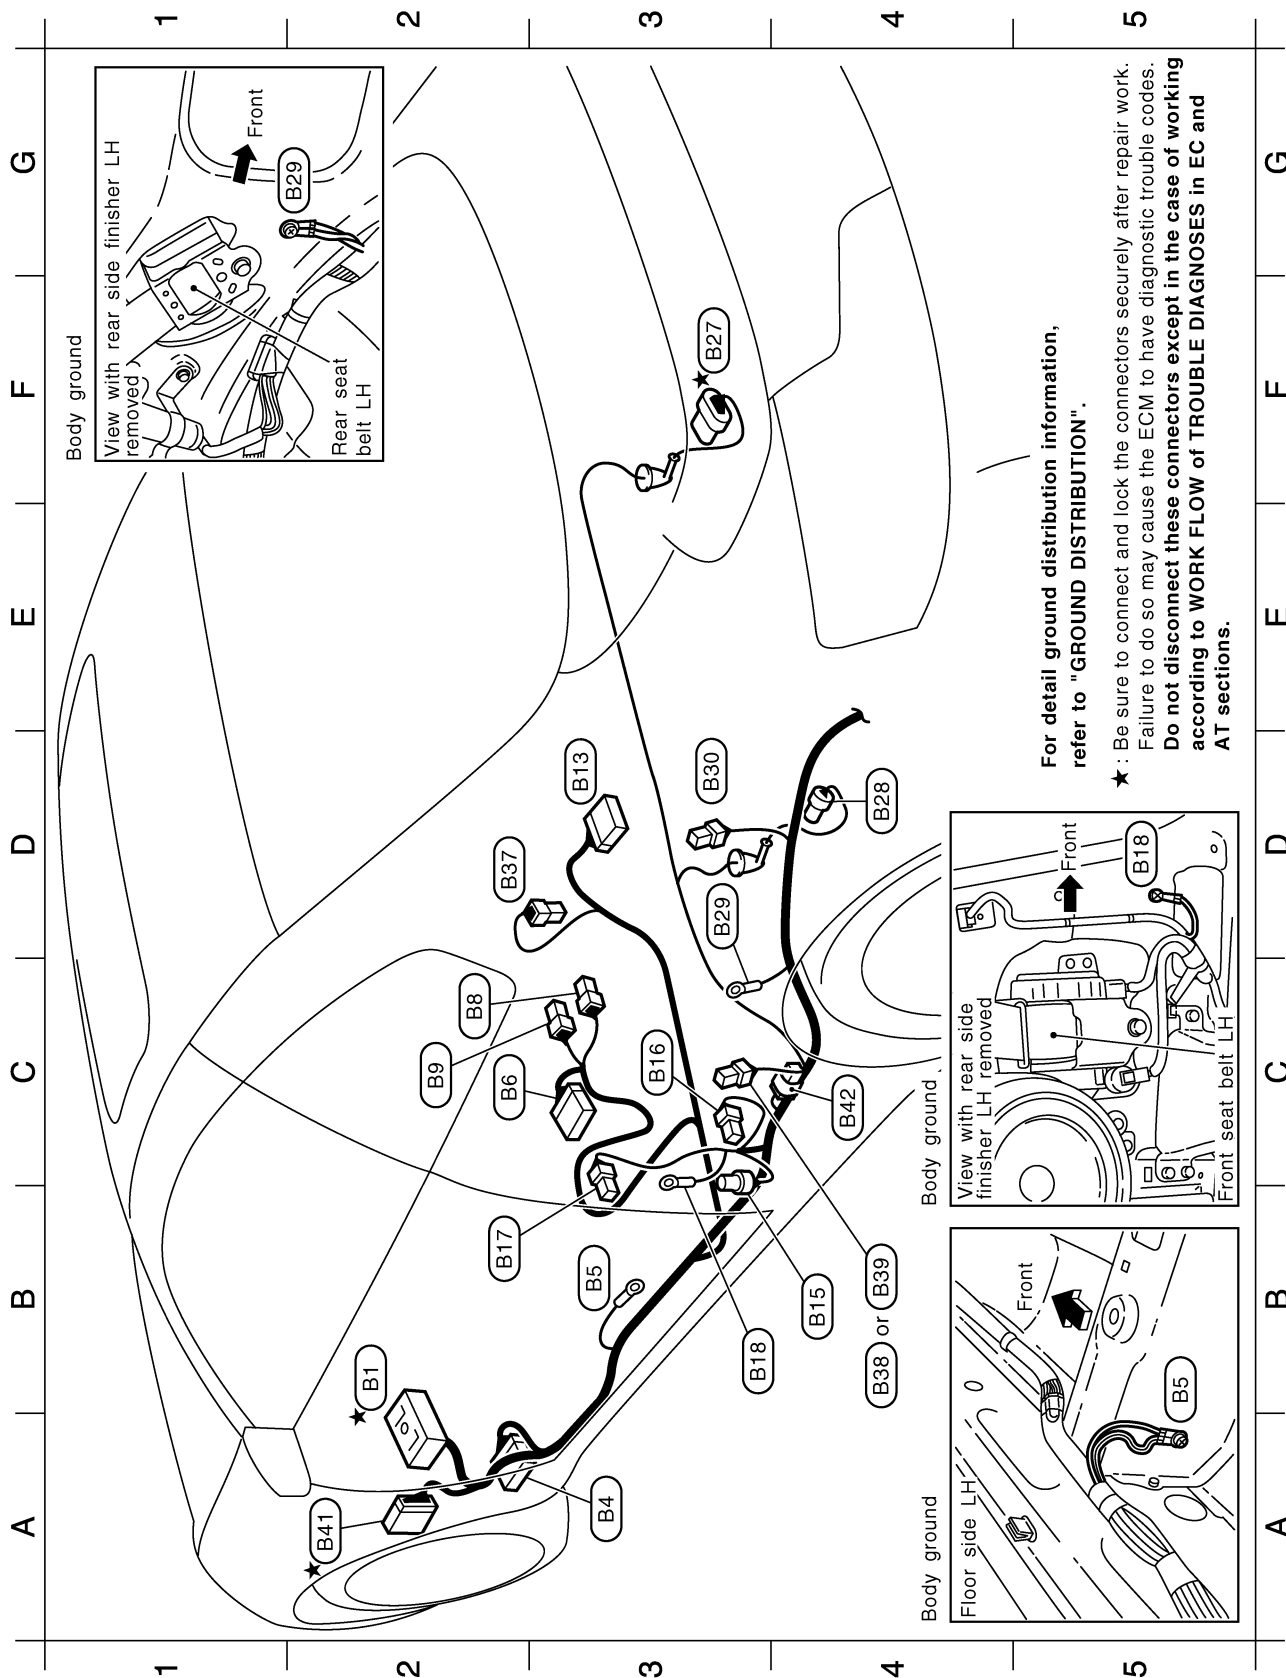 1
2
3
4
5
G
F
E
D
C
B
A
Body ground
View with rear side finisher LH
removed
Front
B29
Rear seat
belt LH
B27
B13
B37
B30
B28
B29
B8
B9
B6
B16
B42
B17
B5
B18
B15
B38 or B39
B1
B41
B4
Body ground
Floor side LH
Front
B5
Body ground
View with rear side
finisher LH removed
Front
B18
Front seat belt LH
For detail ground distribution information,
refer to "GROUND DISTRIBUTION".
★ : Be sure to connect and lock the connectors securely after repair work.
Failure to do so may cause the ECM to have diagnostic trouble codes.
Do not disconnect these connectors except in the case of working
according to WORK FLOW of TROUBLE DIAGNOSES in EC and
AT sections.
A
B
C
D
E
F
G
1
2
3
4
5